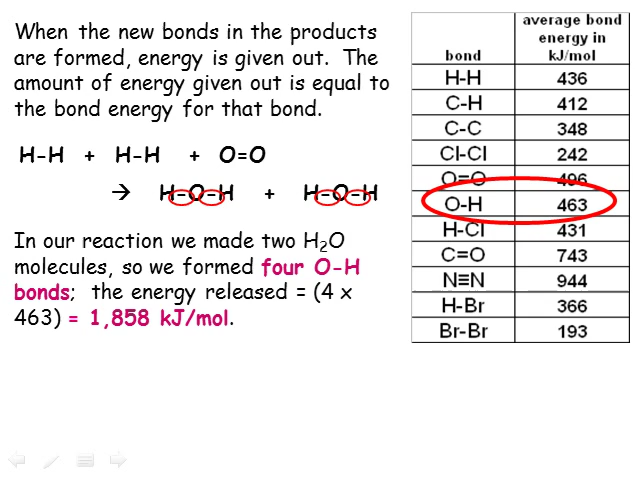 When the new bonds in the products
are formed, energy is given out. The
amount of energy given out is equal to
the bond energy for that bond.
H-H + H-H + O=O
→ H-O-H + H-O-H
In our reaction we made two H₂O
molecules, so we formed four O-H
bonds; the energy released = (4 x
463) = 1,858 kJ/mol.
bond average bond energy in kJ/mol
H-H 436
C-H 412
C-C 348
Cl-Cl 242
O=O 496
O-H 463
H-Cl 431
C=O 743
N≡N 944
H-Br 366
Br-Br 193